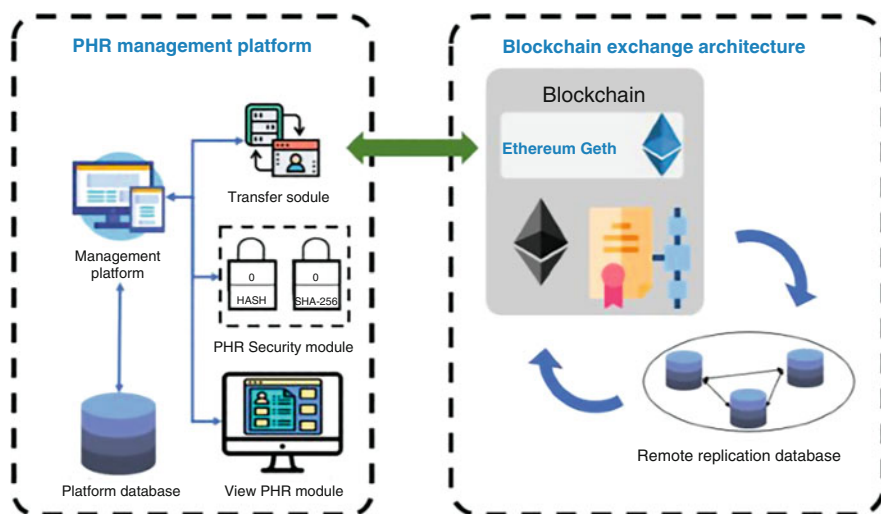 PHR management platform
Transfer sodule
Management
platform
0
HASH
0
SHA-256
PHR Security module
Platform database
View PHR module
Blockchain exchange architecture
Blockchain
Ethereum Geth
Remote replication database